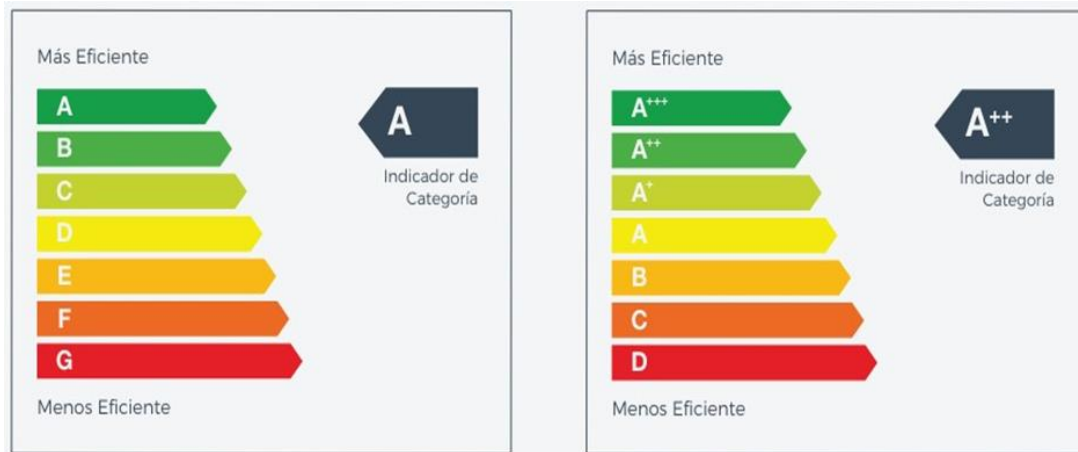 Más Eficiente
A
B
C
D
E
F
G
Menos Eficiente
A
Indicador de
Categoría
Más Eficiente
A+++
A++
A+
A
B
C
D
Menos Eficiente
A++
Indicador de
Categoría